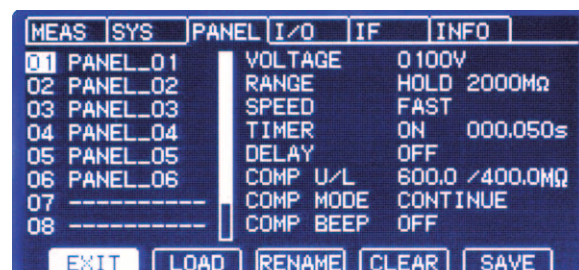 MEAS SYS PANEL I/O IF INFO
01 PANEL_01 VOLTAGE 0100V
02 PANEL_02 RANGE HOLD 2000MΩ
03 PANEL_03 SPEED FAST
04 PANEL_04 TIMER ON 000.050s
05 PANEL_05 DELAY OFF
06 PANEL_06 COMP U/L 600.0 /400.0MΩ
07 ---------- COMP MODE CONTINUE
08 ---------- COMP BEEP OFF
EXIT LOAD RENAME CLEAR SAVE